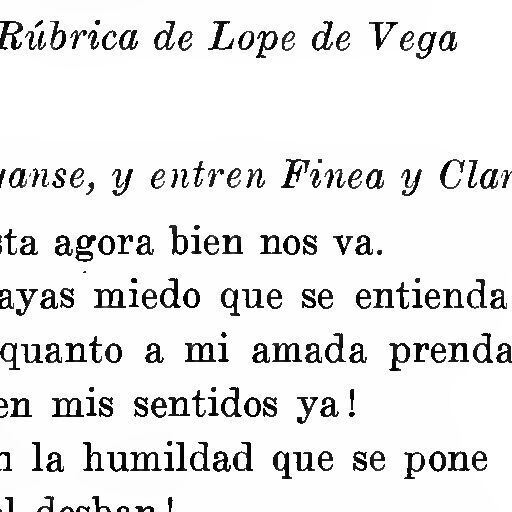 Rúbrica de Lope de Vega
yanse, y entren Finea y Clar
sta agora bien nos va.
ayas miedo que se entienda
quanto a mi amada prenda
en mis sentidos ya!
la humildad que se pone